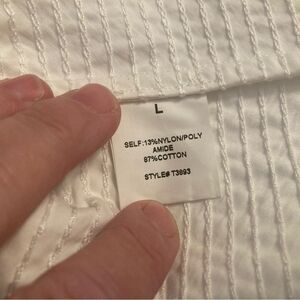 L
SELF:13%NYLON/POLY
AMIDE
87%COTTON
STYLE# T3893